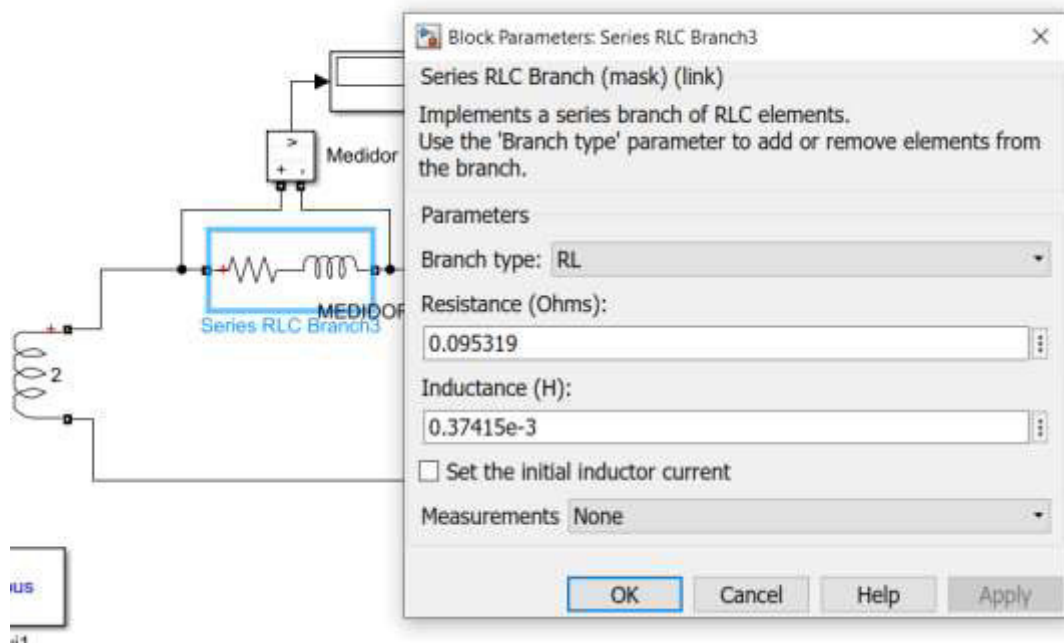 Block Parameters: Series RLC Branch3
Series RLC Branch (mask) (link)
Implements a series branch of RLC elements.
Use the 'Branch type' parameter to add or remove elements from
the branch.
Parameters
Branch type: RL
Resistance (Ohms):
0.095319
Inductance (H):
0.37415e-3
Set the initial inductor current
Measurements None
OK Cancel Help Apply
Medidor
+
MEDIDOR
Series RLC Branch3
+
2